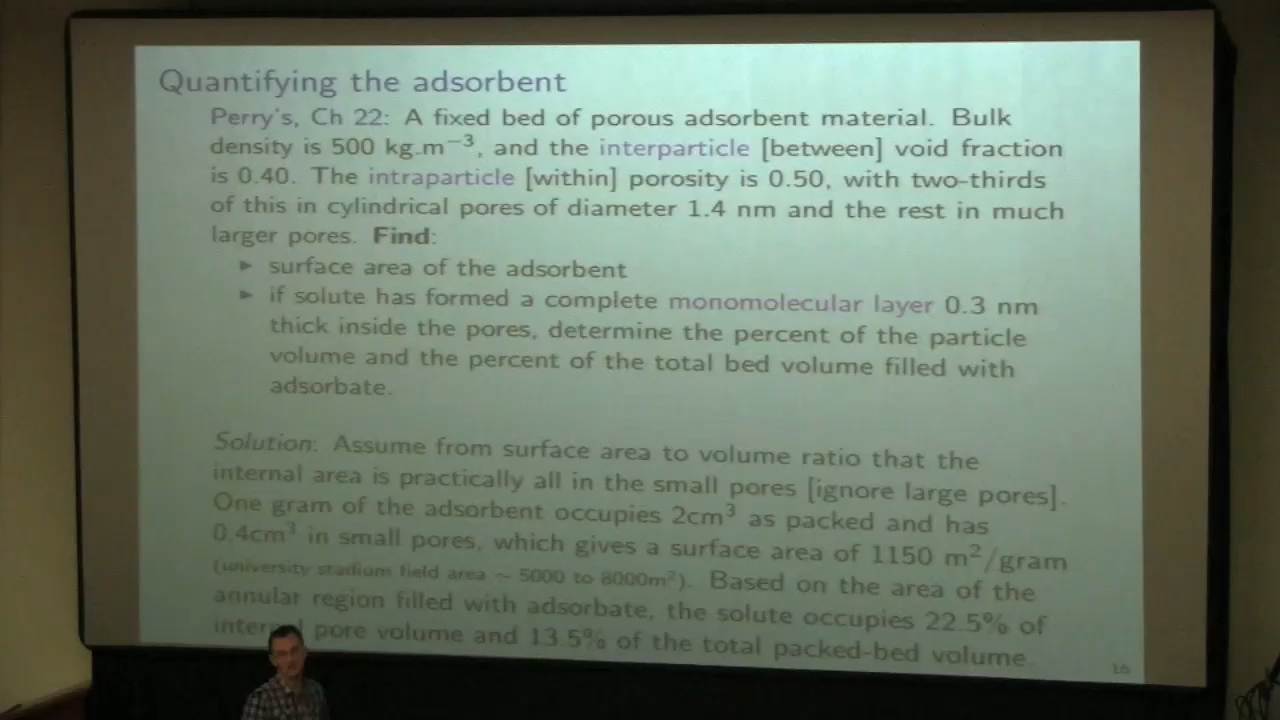 Quantifying the adsorbent
Perry's, Ch 22: A fixed bed of porous adsorbent material. Bulk
density is 500 kg.m⁻³, and the interparticle [between] void fraction
is 0.40. The intraparticle [within] porosity is 0.50, with two-thirds
of this in cylindrical pores of diameter 1.4 nm and the rest in much
larger pores. Find:
► surface area of the adsorbent
► if solute has formed a complete monomolecular layer 0.3 nm
thick inside the pores, determine the percent of the particle
volume and the percent of the total bed volume filled with
adsorbate.
Solution: Assume from surface area to volume ratio that the
internal area is practically all in the small pores [ignore large pores].
One gram of the adsorbent occupies 2cm³ as packed and has
0.4cm³ in small pores, which gives a surface area of 1150 m²/gram
(university stadium field area ~ 5000 to 8000m²). Based on the area of the
annular region filled with adsorbate, the solute occupies 22.5% of
pore volume and 13.5% of the total packed-bed volume
16